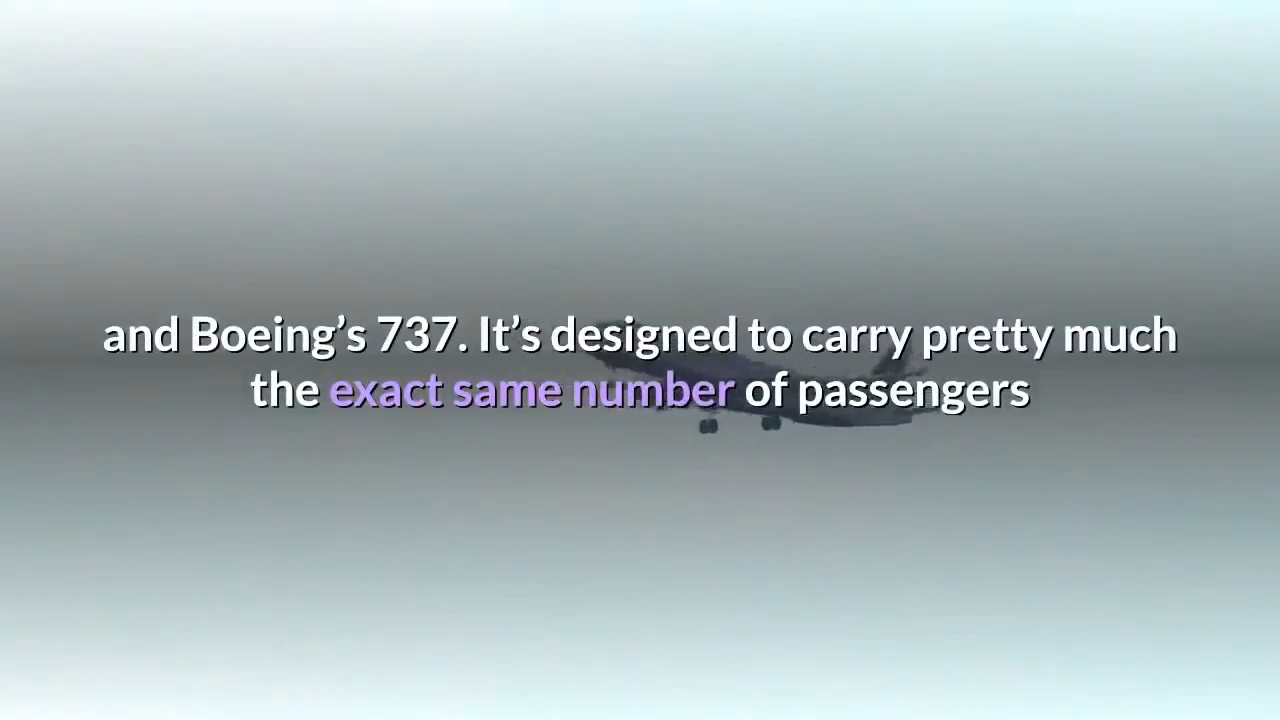 and Boeing’s 737. It’s designed to carry pretty much
the exact same number of passengers